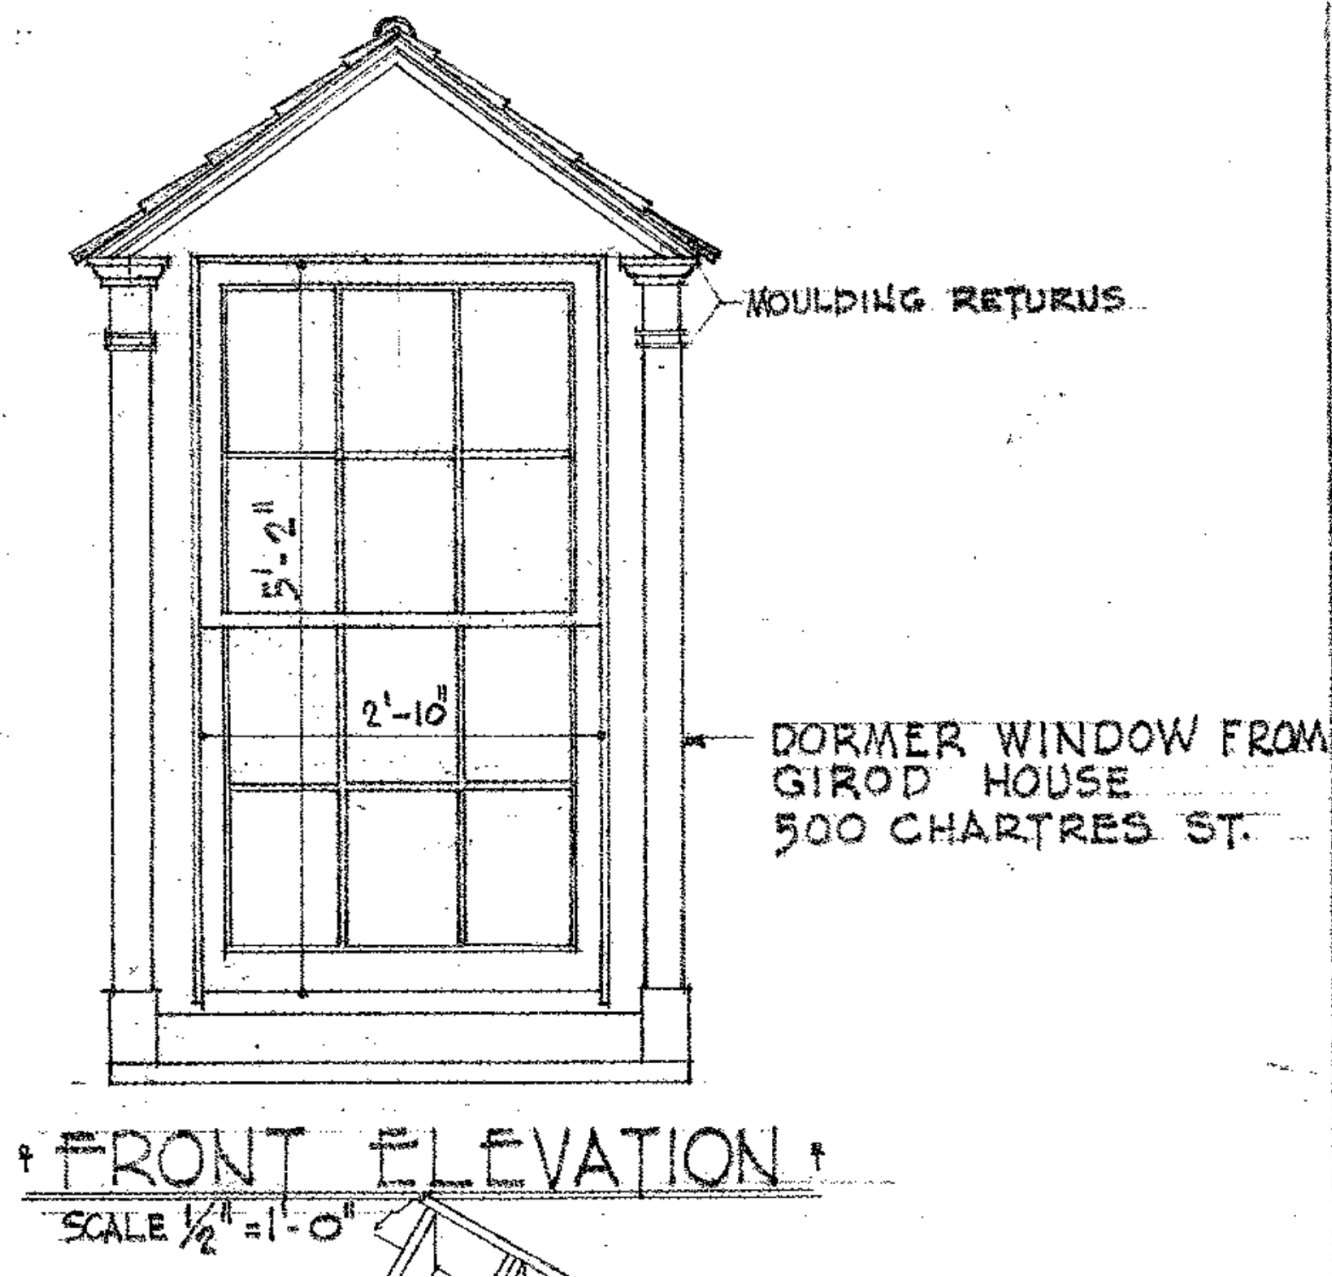 MOULDING RETURNS
5'-2"
2'-10"
DORMER WINDOW FROM
GIROD HOUSE
500 CHARTRES ST.
FRONT ELEVATION
SCALE 1/2" = 1'-0"